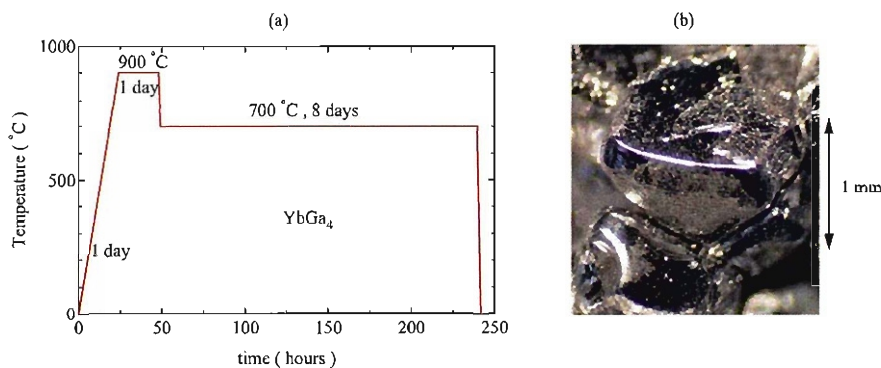 (a)
(b)
1000
900 °C
1 day
700 °C , 8 days
Temperature ( °C )
500
YbGa4
1 day
0
0
50
100
150
200
250
time ( hours )
1 mm